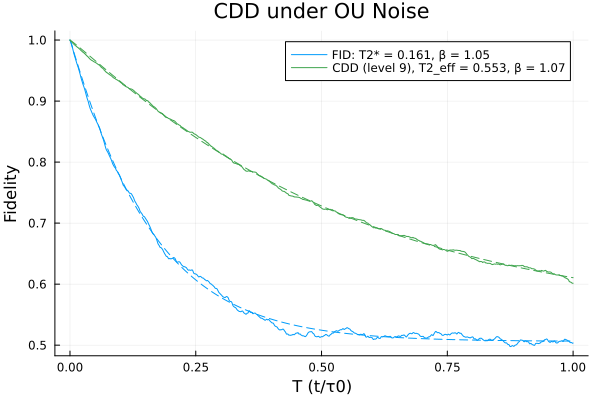 CDD under OU Noise
FID: T2* = 0.161, β = 1.05
CDD (level 9), T2_eff = 0.553, β = 1.07
Fidelity
1.0
0.9
0.8
0.7
0.6
0.5
0.00
0.25
0.50
0.75
1.00
T (t/τ0)